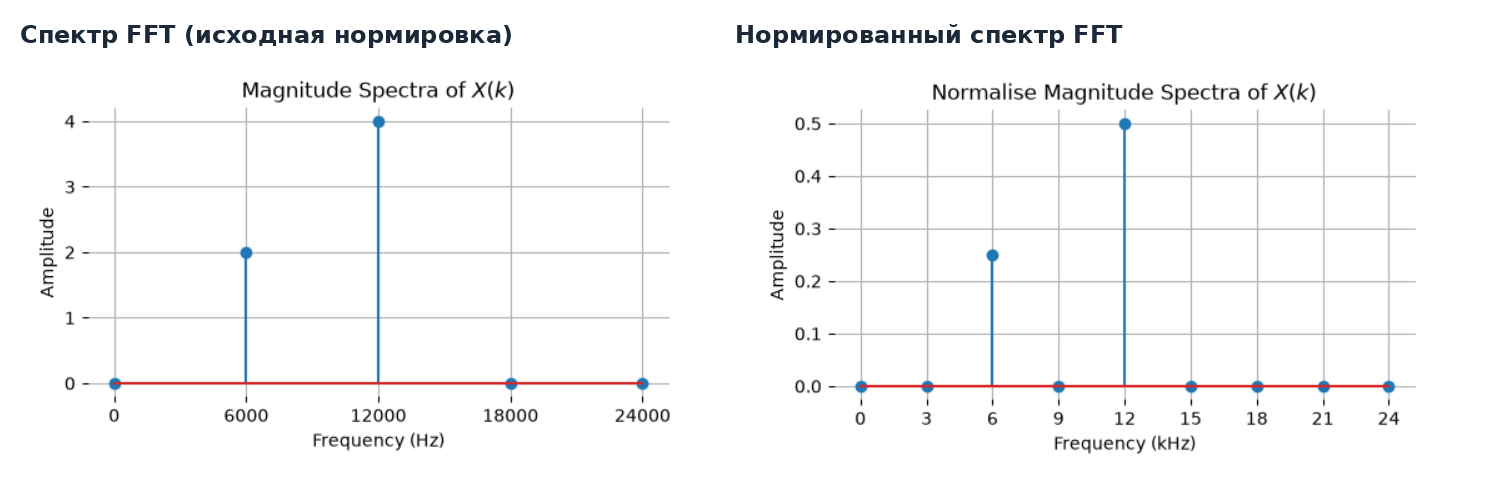 Спектр FFT (исходная нормировка)
Magnitude Spectra of X(k)
4
3
2
1
0
Amplitude
0 6000 12000 18000 24000
Frequency (Hz)
Нормированный спектр FFT
Normalise Magnitude Spectra of X(k)
0.5
0.4
0.3
0.2
0.1
0.0
Amplitude
0 3 6 9 12 15 18 21 24
Frequency (kHz)